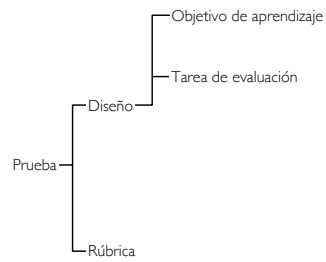 Objetivo de aprendizaje
Tarea de evaluación
Diseño
Prueba
Rúbrica